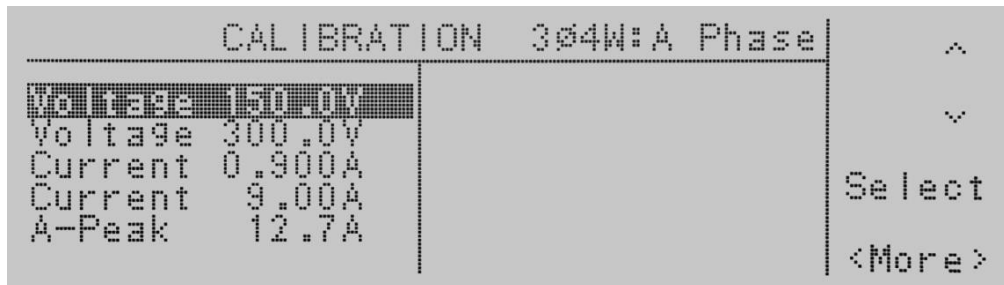 CALIBRATION 3ø4W:A Phase
Voltage 150.0V
Voltage 300.0V
Current 0.900A
Current 9.00A
A-Peak 12.7A
^
v
Select
<More>